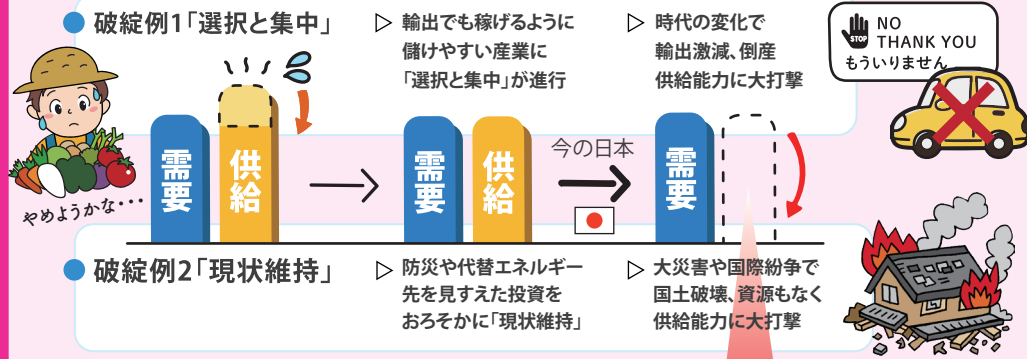 破綻例1「選択と集中」
▷ 輸出でも稼げるように
儲けやすい産業に
「選択と集中」が進行
▷ 時代の変化で
輸出激減、倒産
供給能力に大打撃
STOP
NO
THANK YOU
もういりません
やめようかな・・・
需要
供給
需要
供給
今の日本
需要
破綻例2「現状維持」
▷ 防災や代替エネルギー
先を見すえた投資を
おろそかに「現状維持」
▷ 大災害や国際紛争で
国土破壊、資源もなく
供給能力に大打撃